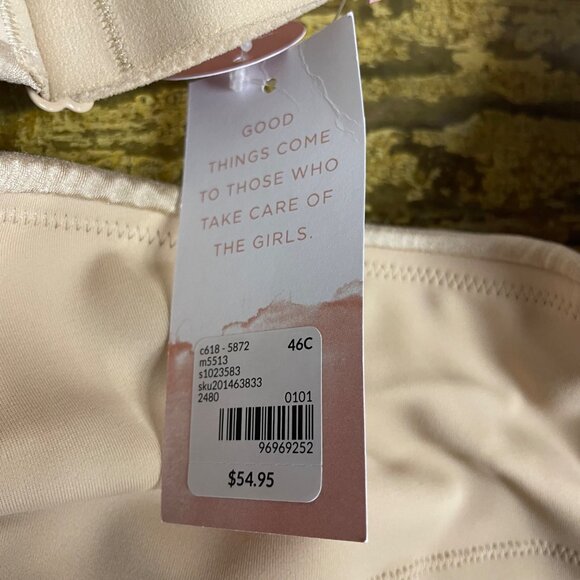 GOOD
THINGS COME
TO THOSE WHO
TAKE CARE OF
THE GIRLS.
c618 - 5872 46C
m5513
s1023583
sku201463833
2480 0101
96969252
$54.95